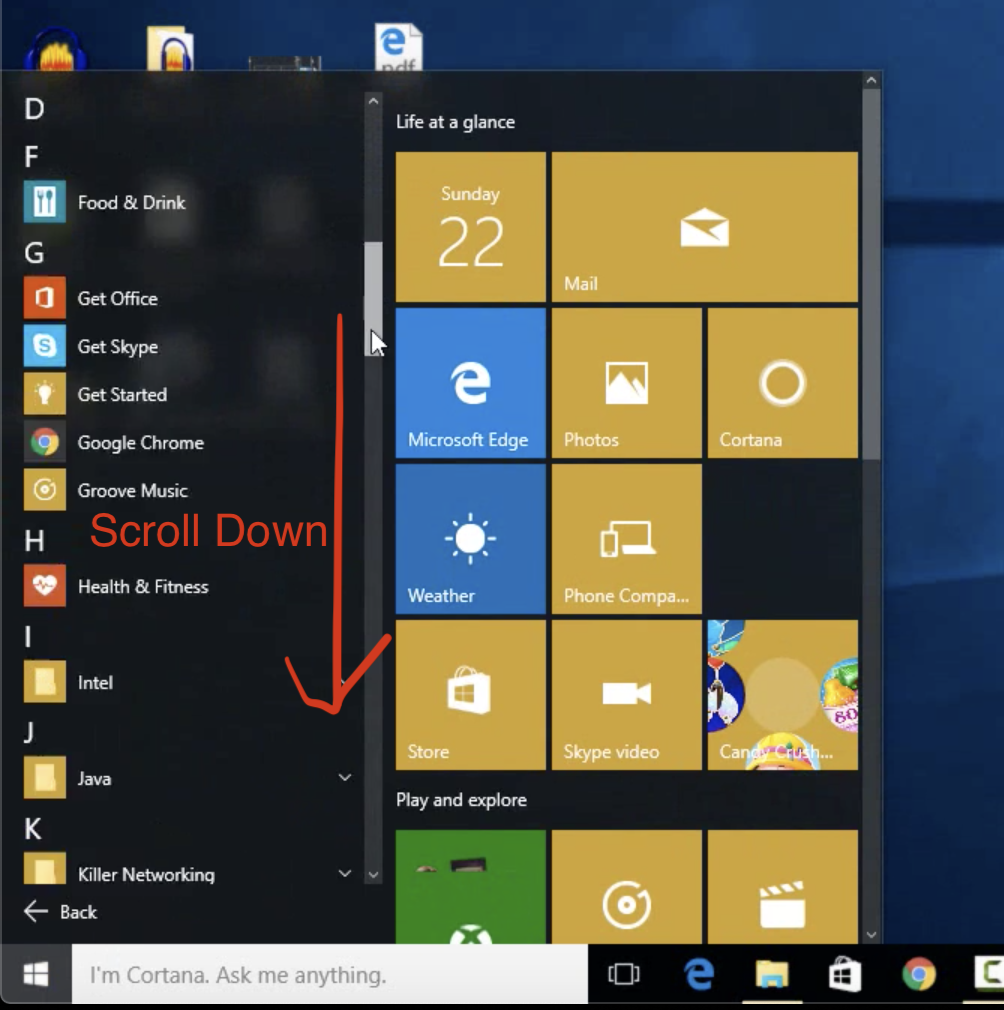 pdf
D
F
Food & Drink
G
Get Office
Get Skype
Get Started
Google Chrome
Groove Music
Scroll Down
H
Health & Fitness
I
Intel
J
Java
K
Killer Networking
Back
Life at a glance
Sunday
22
Mail
Microsoft Edge
Photos
Cortana
Weather
Phone Compa...
Store
Skype video
Candy Crush...
Play and explore
I'm Cortana. Ask me anything.